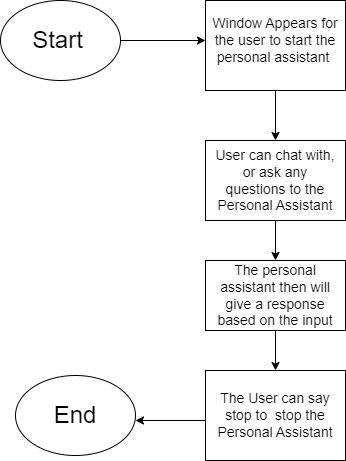 Start
Window Appears for
the user to start the
personal assistant
User can chat with,
or ask any
questions to the
Personal Assistant
The personal
assistant then will
give a response
based on the input
The User can say
stop to  stop the
Personal Assistant
End